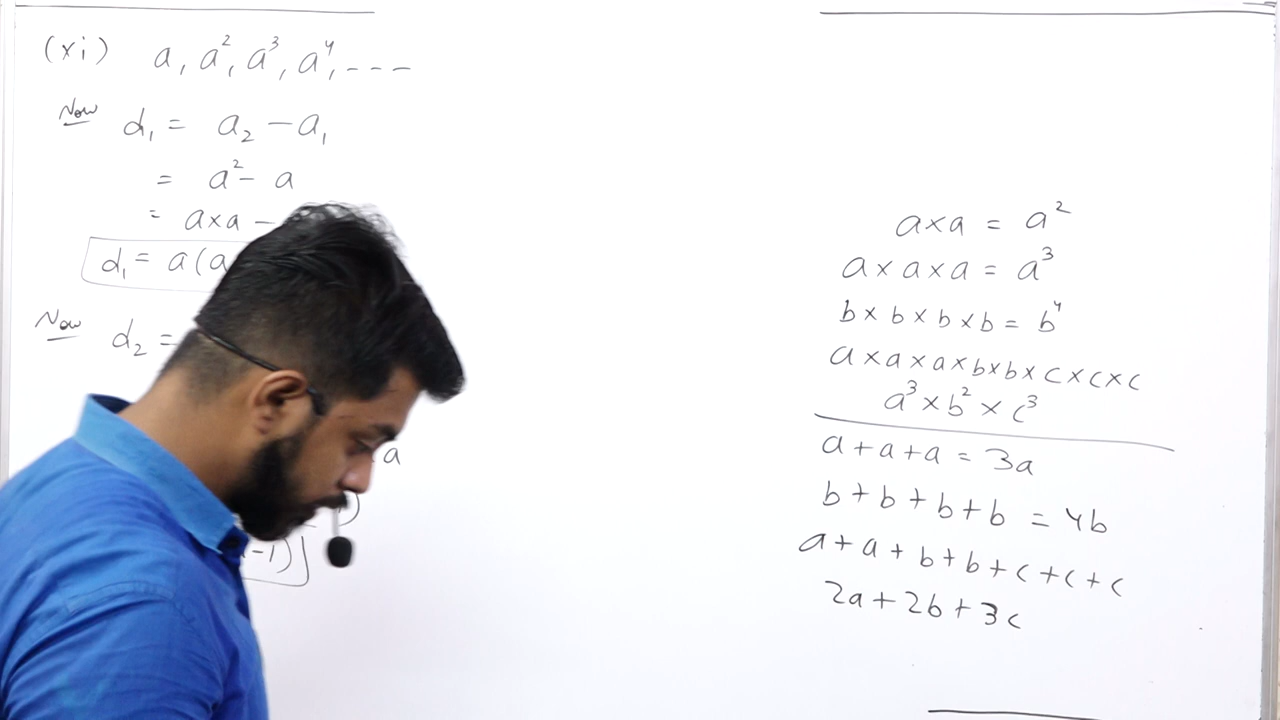 (xi) a, a², a³, a⁴, - - -
Now d₁ = a₂ - a₁
= a² - a
= a × a -
d₁ = a(a
Now d₂ =
a
)
-1)
a × a = a²
a × a × a = a³
b × b × b × b = b⁴
a × a × a × b × b × c × c × c
a³ × b² × c³
a + a + a = 3a
b + b + b + b = 4b
a + a + b + b + c + c + c
2a + 2b + 3c